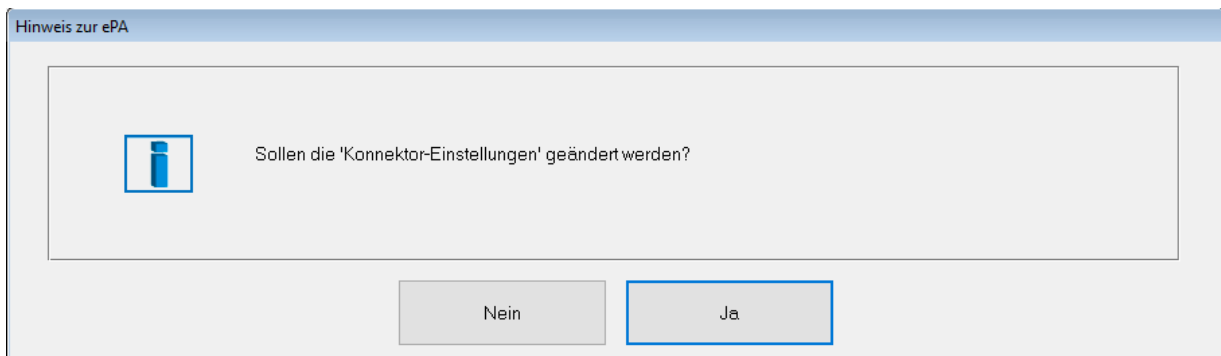 Hinweis zur ePA
Sollen die 'Konnektor-Einstellungen' geändert werden?
Nein
Ja